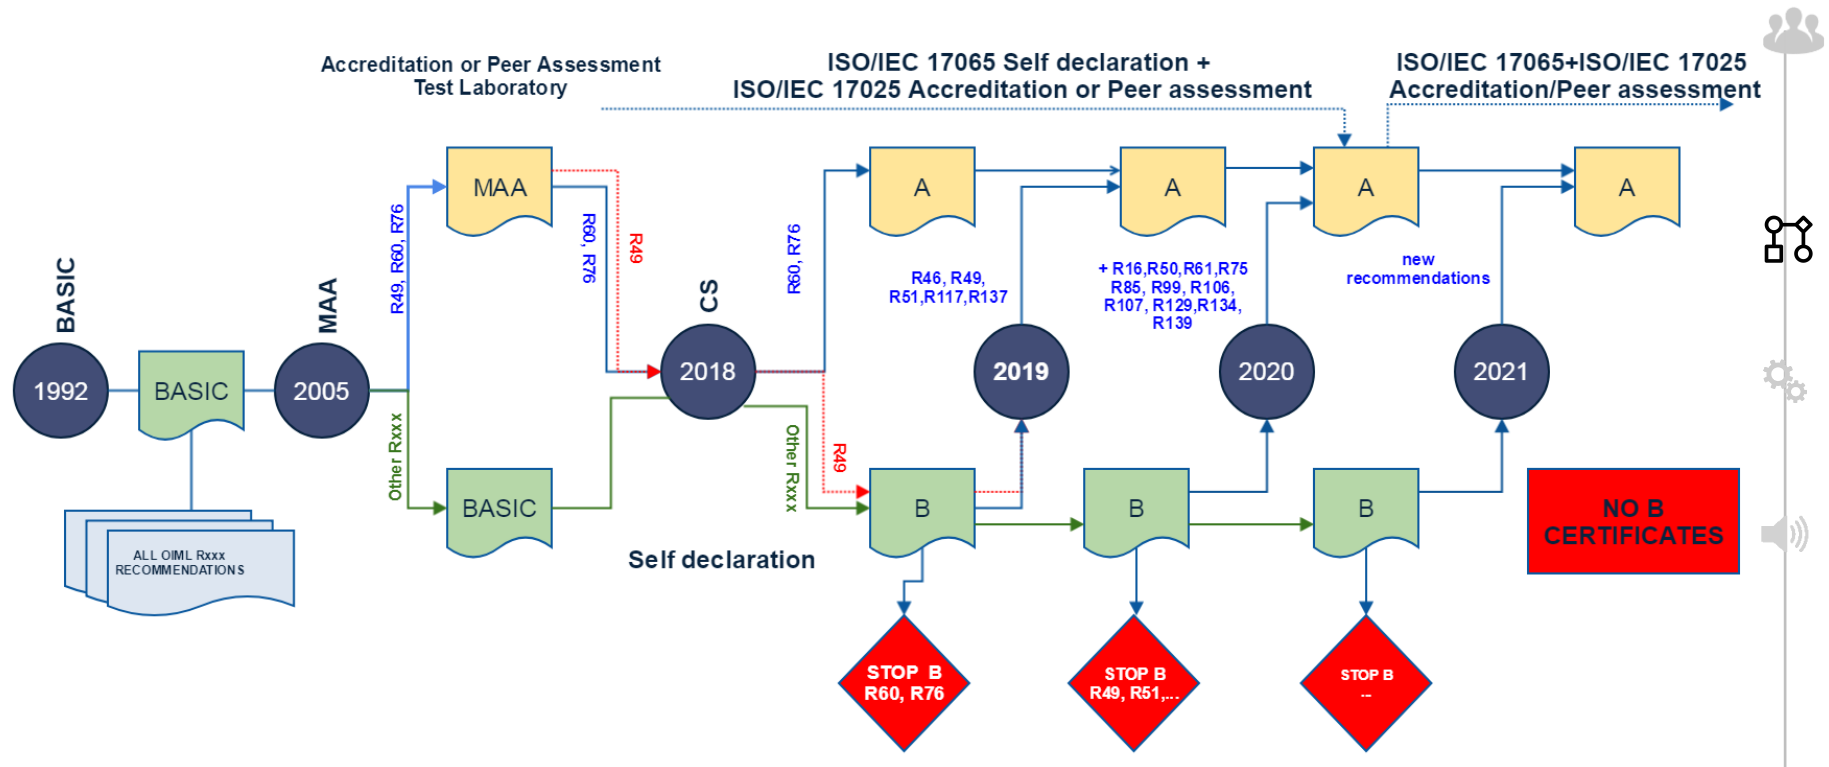 Accreditation or Peer Assessment
Test Laboratory
ISO/IEC 17065 Self declaration +
ISO/IEC 17025 Accreditation or Peer assessment
ISO/IEC 17065+ISO/IEC 17025
Accreditation/Peer assessment
MAA
A
A
A
A
R49, R60, R76
R60, R76
R49
R60, R76
R46, R49,
R51,R117,R137
+ R16,R50,R61,R75
R85, R99, R106,
R107, R129,R134,
R139
new
recommendations
BASIC
MAA
CS
1992
BASIC
2005
2018
2019
2020
2021
Other Rxxx
Other Rxxx
R49
BASIC
B
B
B
NO B
CERTIFICATES
ALL OIML Rxxx
RECOMMENDATIONS
Self declaration
STOP B
R60, R76
STOP B
R49, R51,...
STOP B
...